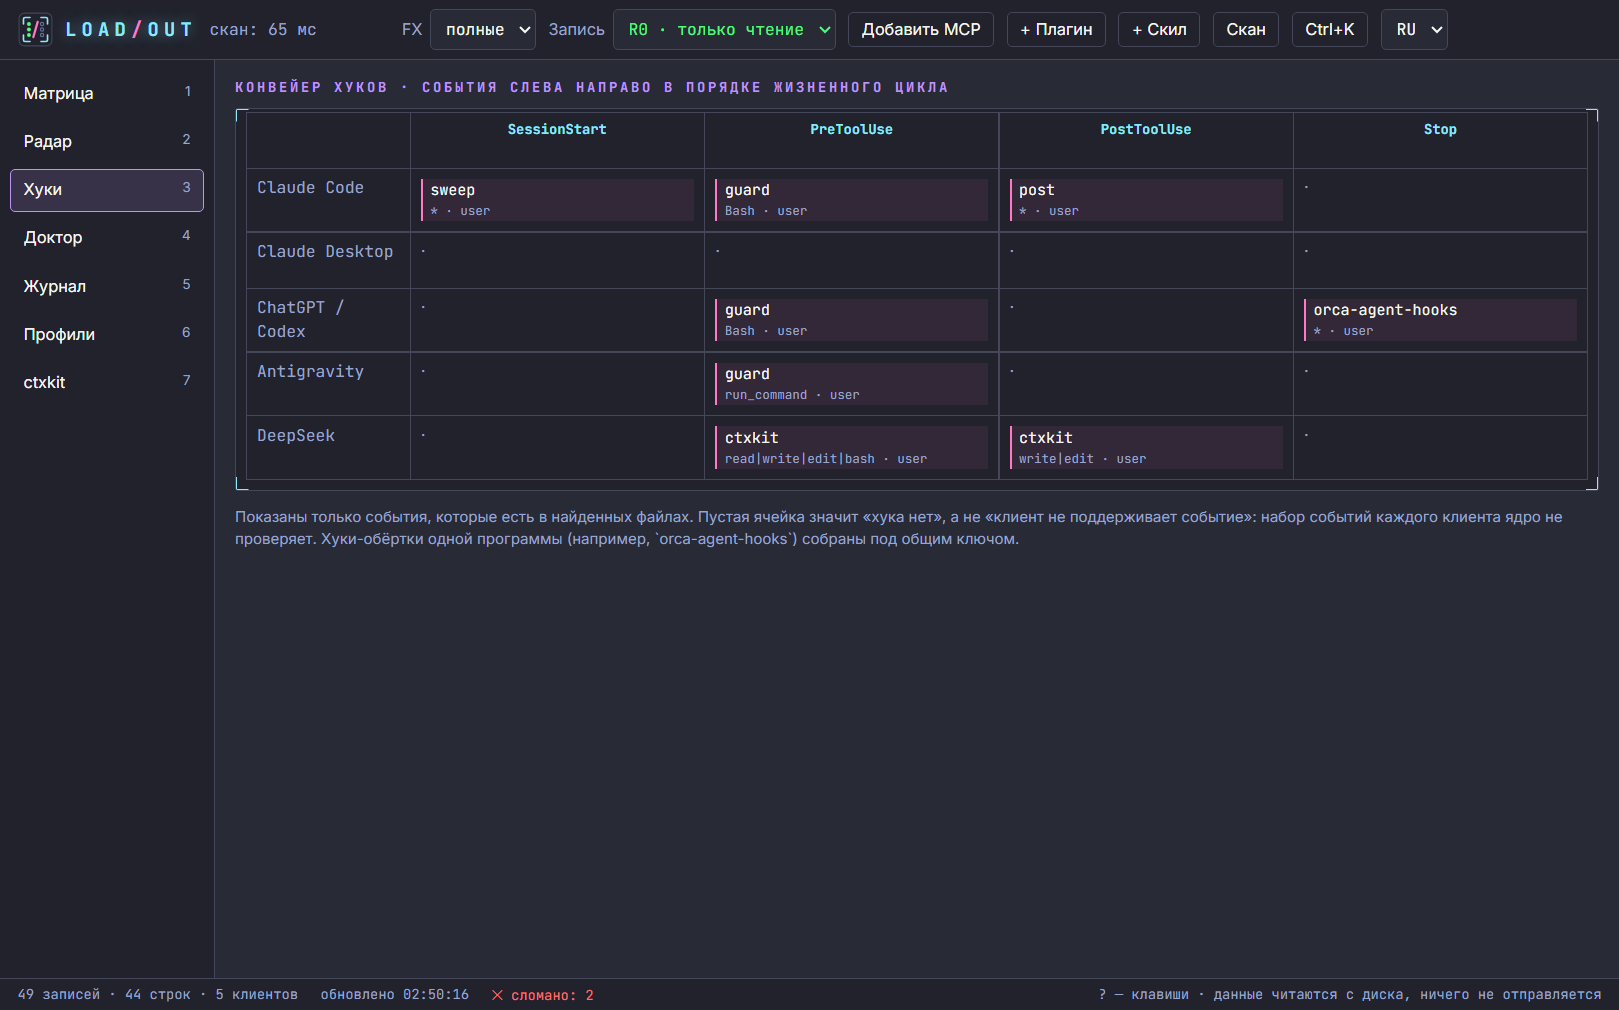 LOAD/OUT скан: 65 мс FX полные Запись R0 · только чтение Добавить MCP + Плагин + Скил Скан Ctrl+K RU
Матрица 1
Радар 2
Хуки 3
Доктор 4
Журнал 5
Профили 6
ctxkit 7
КОНВЕЙЕР ХУКОВ · СОБЫТИЯ СЛЕВА НАПРАВО В ПОРЯДКЕ ЖИЗНЕННОГО ЦИКЛА
SessionStart PreToolUse PostToolUse Stop
Claude Code sweep guard post ·
* · user Bash · user * · user
Claude Desktop · · · ·
ChatGPT / · guard · orca-agent-hooks
Codex Bash · user * · user
Antigravity · guard · ·
run_command · user
DeepSeek · ctxkit ctxkit ·
read|write|edit|bash · user write|edit · user
Показаны только события, которые есть в найденных файлах. Пустая ячейка значит «хука нет», а не «клиент не поддерживает событие»: набор событий каждого клиента ядро не
проверяет. Хуки-обёртки одной программы (например, `orca-agent-hooks`) собраны под общим ключом.
49 записей · 44 строк · 5 клиентов обновлено 02:50:16 × сломано: 2 ? — клавиши · данные читаются с диска, ничего не отправляется